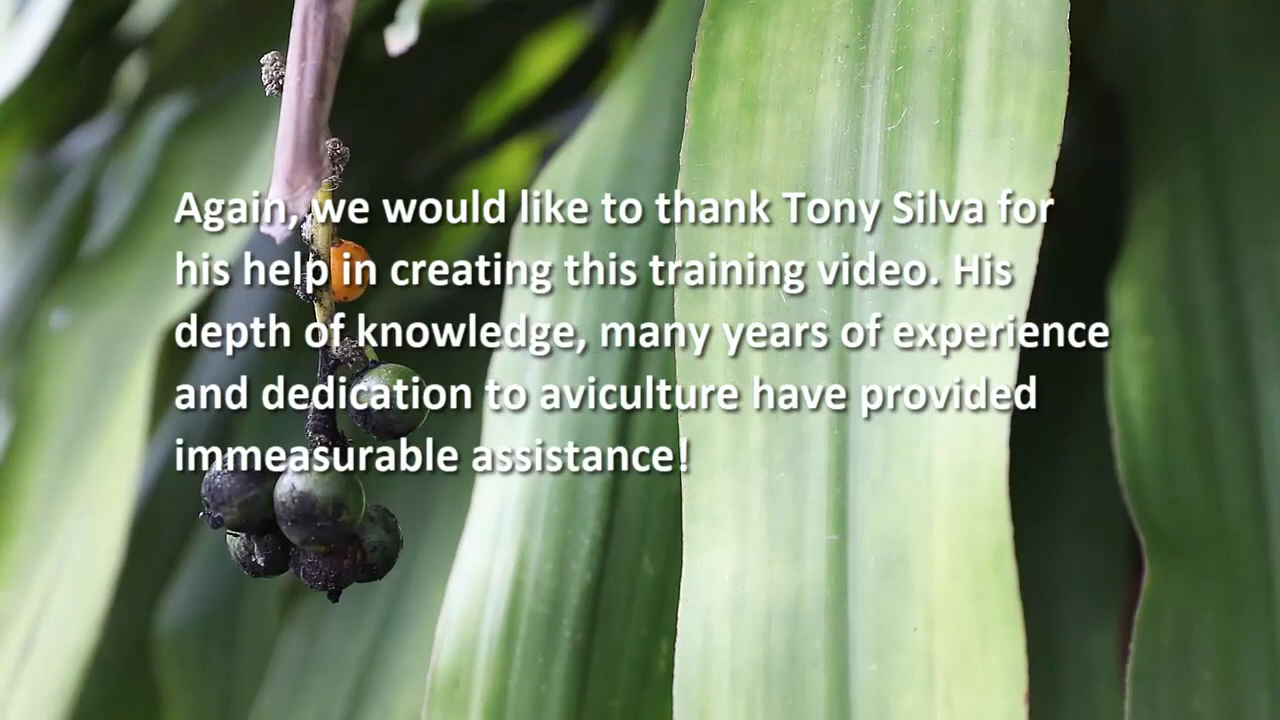 Again, we would like to thank Tony Silva for
his help in creating this training video. His
depth of knowledge, many years of experience
and dedication to aviculture have provided
immeasurable assistance!